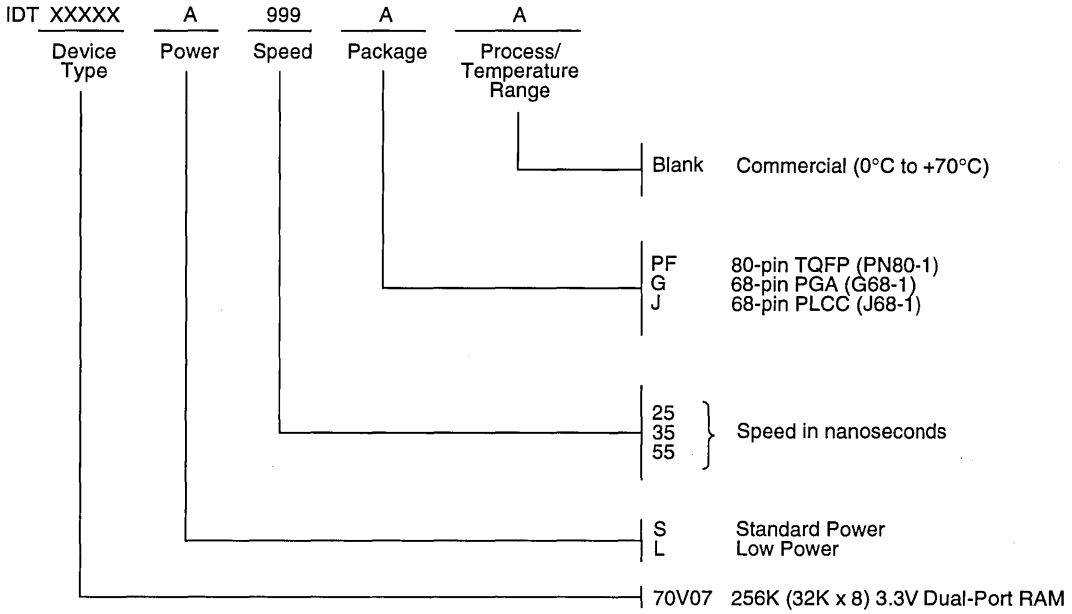 IDT XXXXX A 999 A A
Device Type Power Speed Package Process/ Temperature Range
Blank Commercial (0°C to +70°C)
PF 80-pin TQFP (PN80-1)
G 68-pin PGA (G68-1)
J 68-pin PLCC (J68-1)
25
35 Speed in nanoseconds
55
S Standard Power
L Low Power
70V07 256K (32K x 8) 3.3V Dual-Port RAM